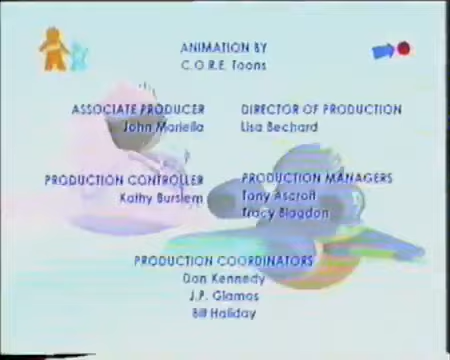 ANIMATION BY
C.O.R.E. Toons
ASSOCIATE PRODUCER
John Mariella
DIRECTOR OF PRODUCTION
Lisa Bechard
PRODUCTION CONTROLLER
Kathy Burslem
PRODUCTION MANAGERS
Tony Ascroft
Tracy Blagdon
PRODUCTION COORDINATORS
Dan Kennedy
J.P. Giamos
Bill Haliday